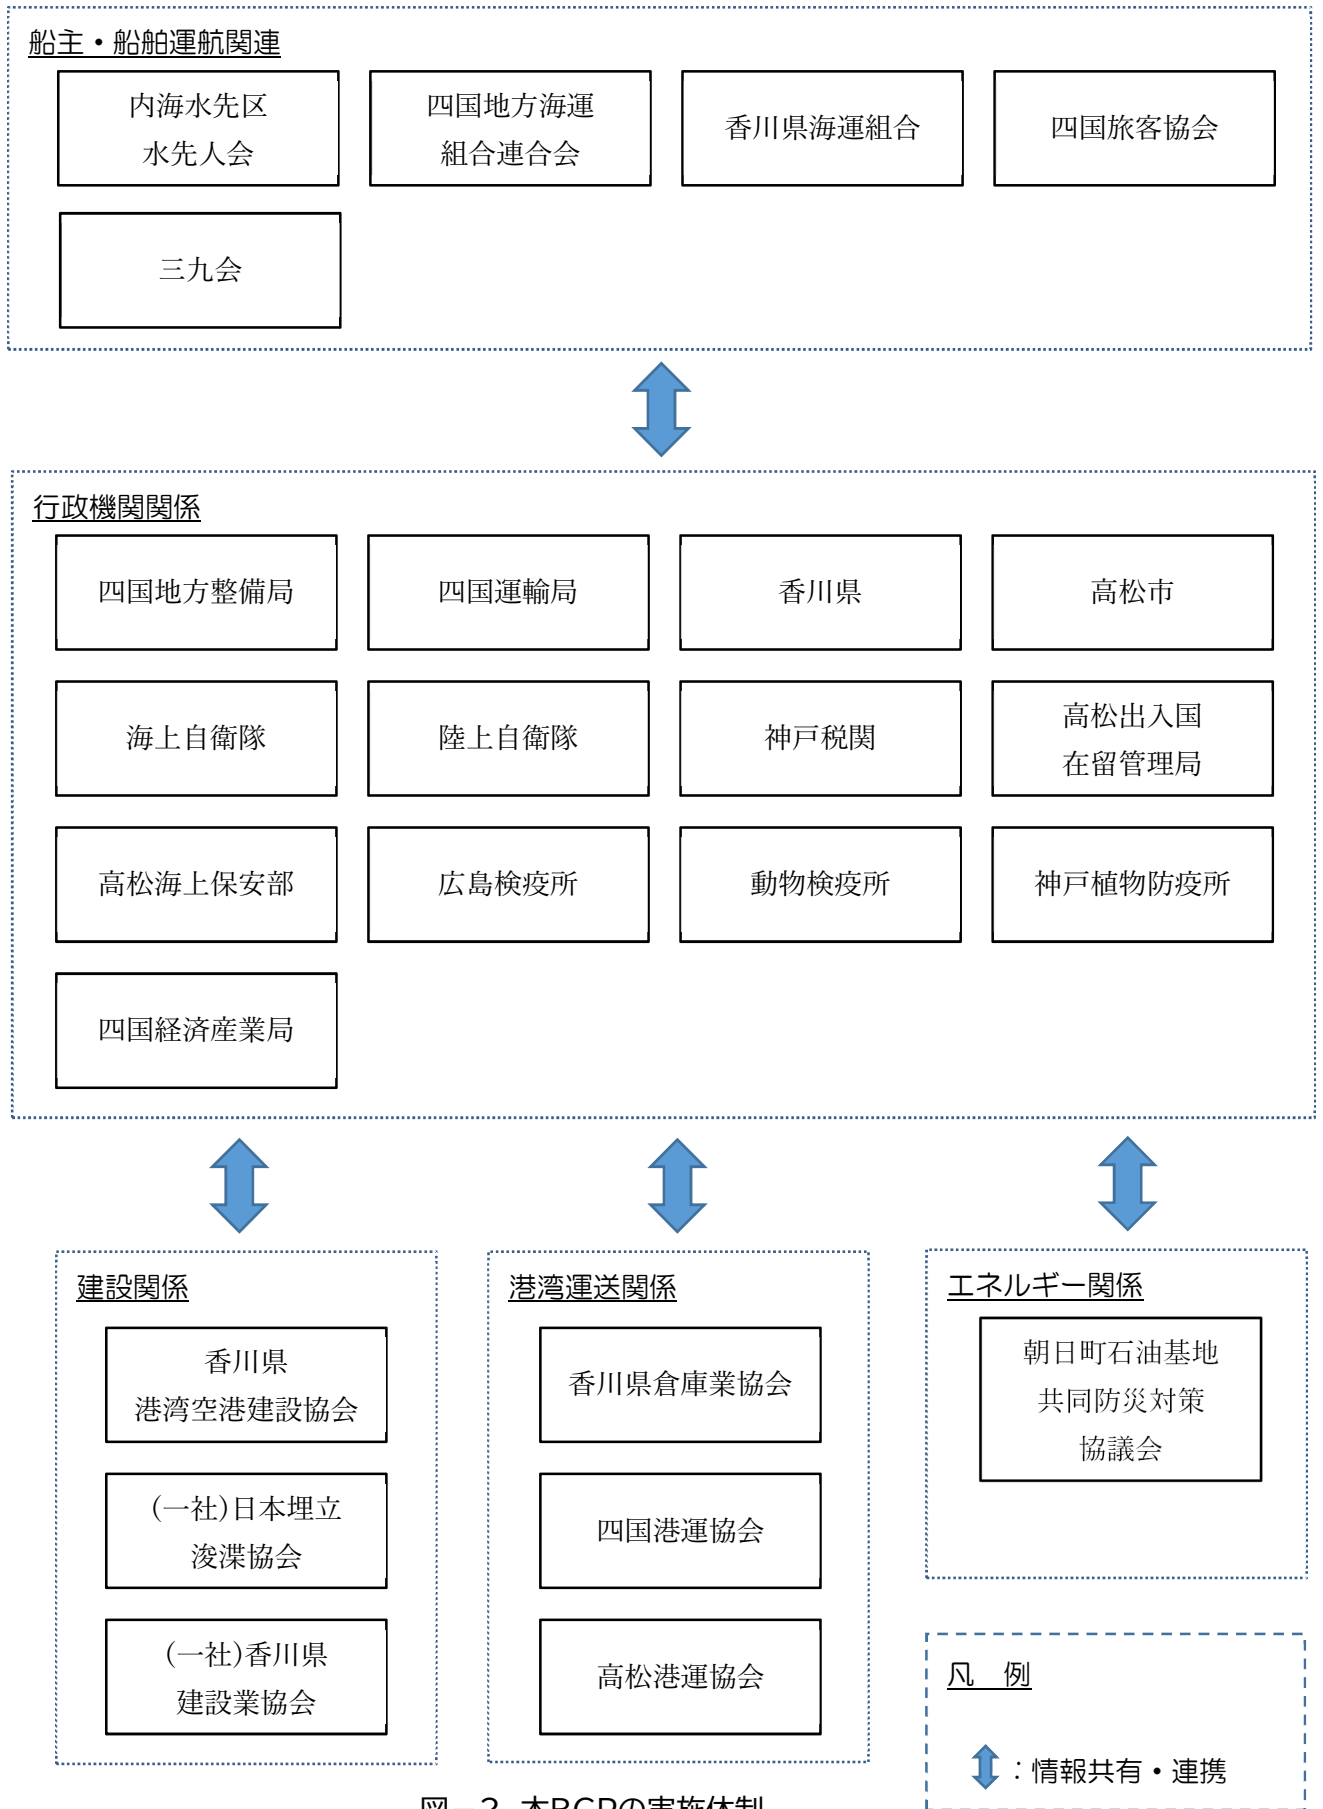 船主・船舶運航関連
内海水先区
水先人会
四国地方海運
組合連合会
香川県海運組合
四国旅客協会
三九会
行政機関関係
四国地方整備局
四国運輸局
香川県
高松市
海上自衛隊
陸上自衛隊
神戸税関
高松出入国
在留管理局
高松海上保安部
広島検疫所
動物検疫所
神戸植物防疫所
四国経済産業局
建設関係
香川県
港湾空港建設協会
(一社)日本埋立
浚渫協会
(一社)香川県
建設業協会
港湾運送関係
香川県倉庫業協会
四国港運協会
高松港運協会
エネルギー関係
朝日町石油基地
共同防災対策
協議会
凡　例
：情報共有・連携
図－２ 本BCPの実施体制